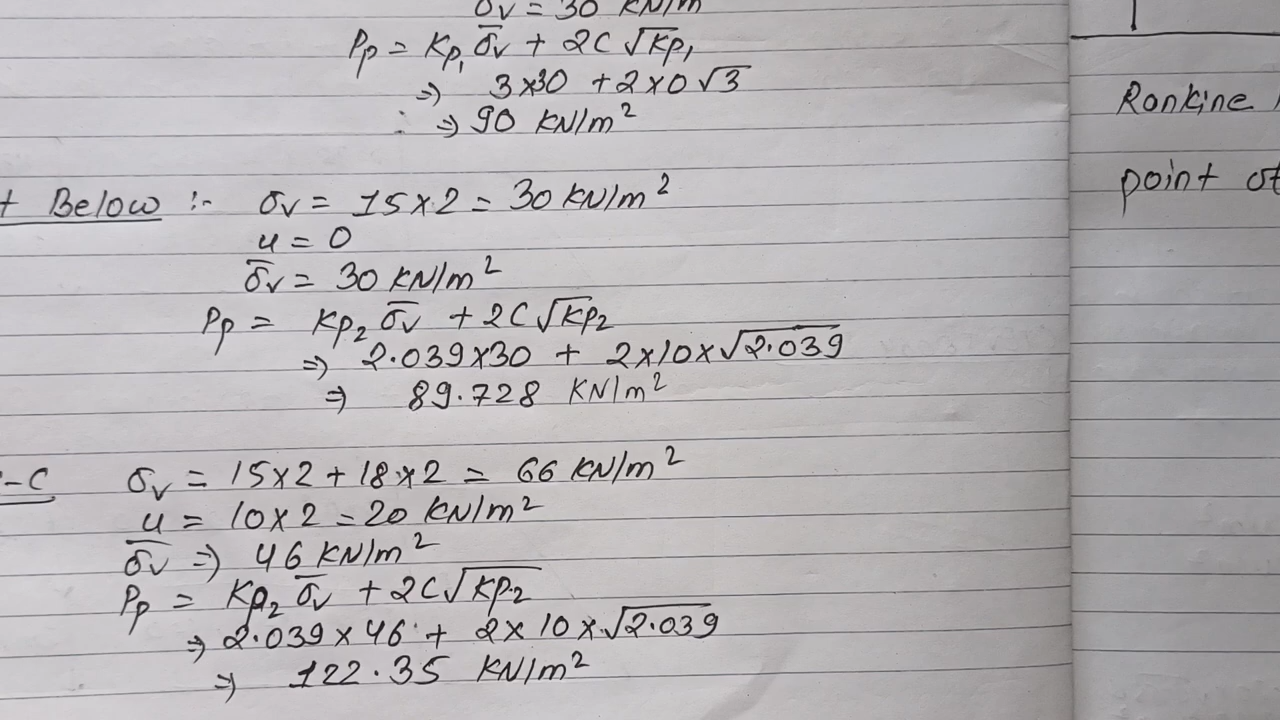 σv = 30 KN/m
Pp = Kp₁ σ̅v + 2C √Kp₁
⇒ 3×30 + 2×0√3
∴ ⇒ 90 KN/m²
t Below :- σv = 15×2 = 30 KN/m²
u = 0
σ̅v = 30 KN/m²
Pp = Kp₂ σ̅v + 2C √Kp₂
⇒ 2.039×30 + 2×10×√2.039
⇒ 89.728 KN/m²
-C σv = 15×2 + 18×2 = 66 KN/m²
u = 10×2 = 20 KN/m²
σ̅v ⇒ 46 KN/m²
Pp = Kp₂ σ̅v + 2C √Kp₂
⇒ 2.039 × 46 + 2×10×√2.039
⇒ 122.35 KN/m²
Rankine
point